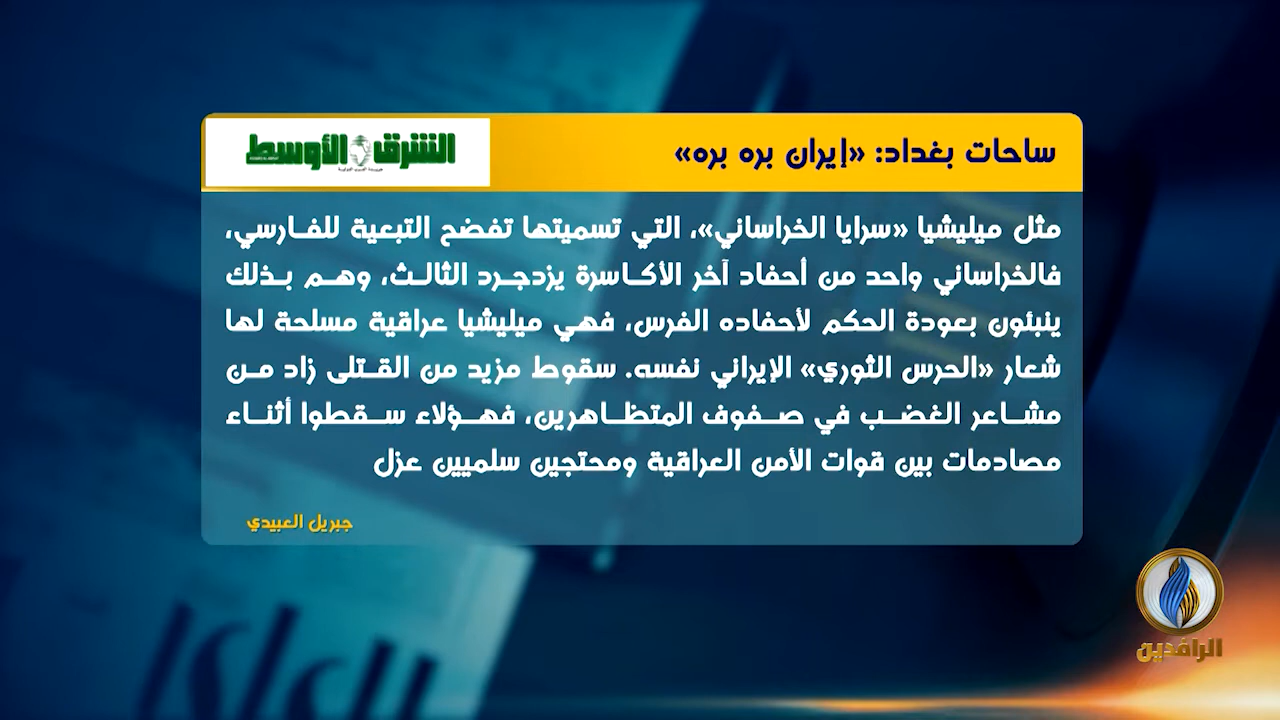 ساحات بغداد: «إيران بره بره»
الشرق الأوسط
مثل ميليشيا «سرايا الخراساني»، التي تسميتها تفضح التبعية للفارسي،
فالخراساني واحد من أحفاد آخر الأكاسرة يزدجرد الثالث، وهم بذلك
ينبئون بعودة الحكم لأحفاده الفرس، فهي ميليشيا عراقية مسلحة لها
شعار «الحرس الثوري» الإيراني نفسه. سقوط مزيد من القتلى زاد من
مشاعر الغضب في صفوف المتظاهرين، فهؤلاء سقطوا أثناء
مصادمات بين قوات الأمن العراقية ومحتجين سلميين عزل
جبريل العبيدي
الرافدين